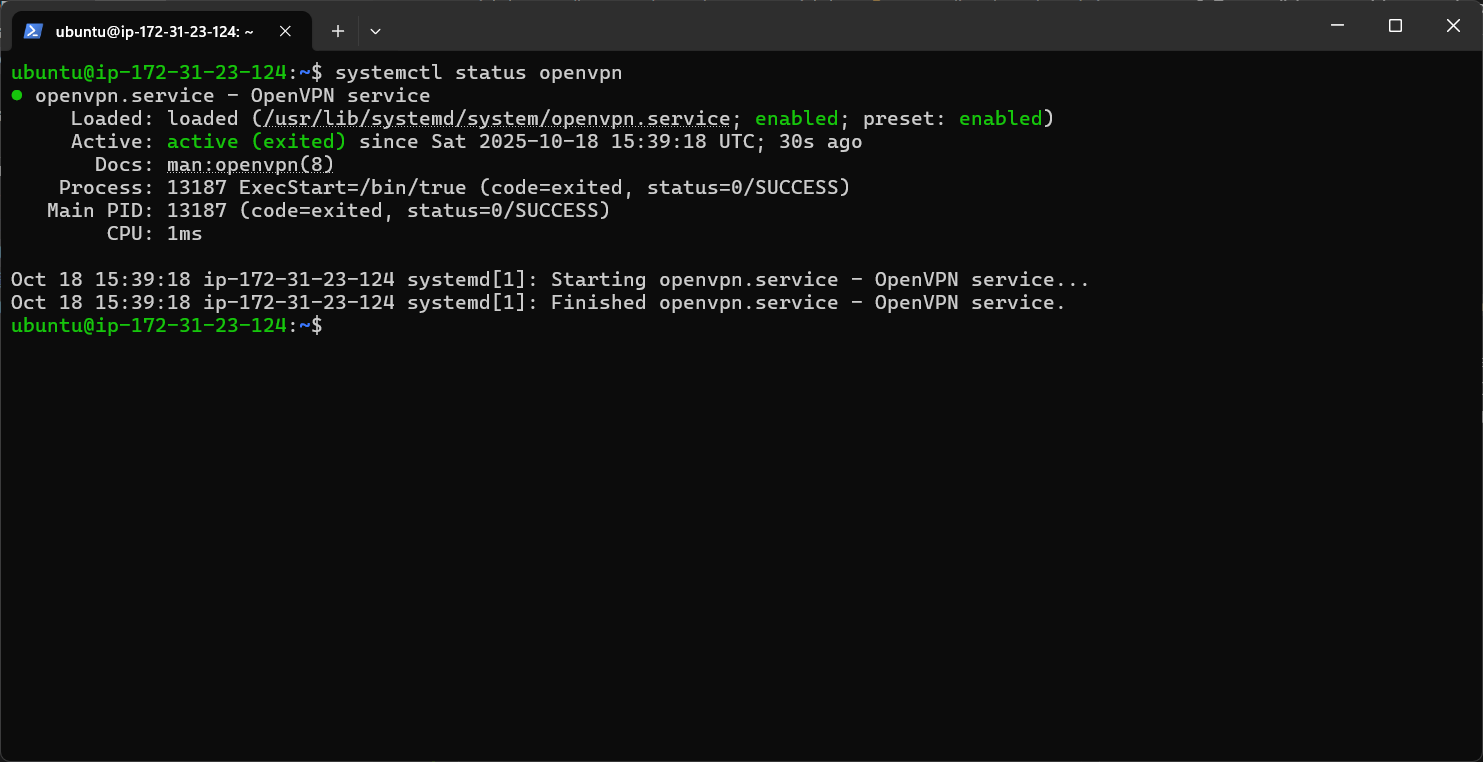 ubuntu@ip-172-31-23-124: ~
ubuntu@ip-172-31-23-124:~$ systemctl status openvpn
● openvpn.service - OpenVPN service
Loaded: loaded (/usr/lib/systemd/system/openvpn.service; enabled; preset: enabled)
Active: active (exited) since Sat 2025-10-18 15:39:18 UTC; 30s ago
Docs: man:openvpn(8)
Process: 13187 ExecStart=/bin/true (code=exited, status=0/SUCCESS)
Main PID: 13187 (code=exited, status=0/SUCCESS)
CPU: 1ms
Oct 18 15:39:18 ip-172-31-23-124 systemd[1]: Starting openvpn.service - OpenVPN service...
Oct 18 15:39:18 ip-172-31-23-124 systemd[1]: Finished openvpn.service - OpenVPN service.
ubuntu@ip-172-31-23-124:~$